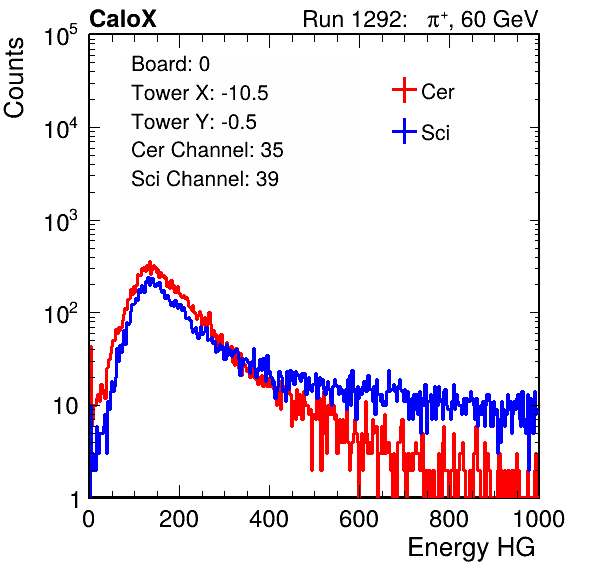 CaloX Run 1292: π⁺, 60 GeV
Counts
10⁵
10⁴
10³
10²
10
1
Board: 0
Tower X: -10.5
Tower Y: -0.5
Cer Channel: 35
Sci Channel: 39
Cer
Sci
0 200 400 600 800 1000
Energy HG